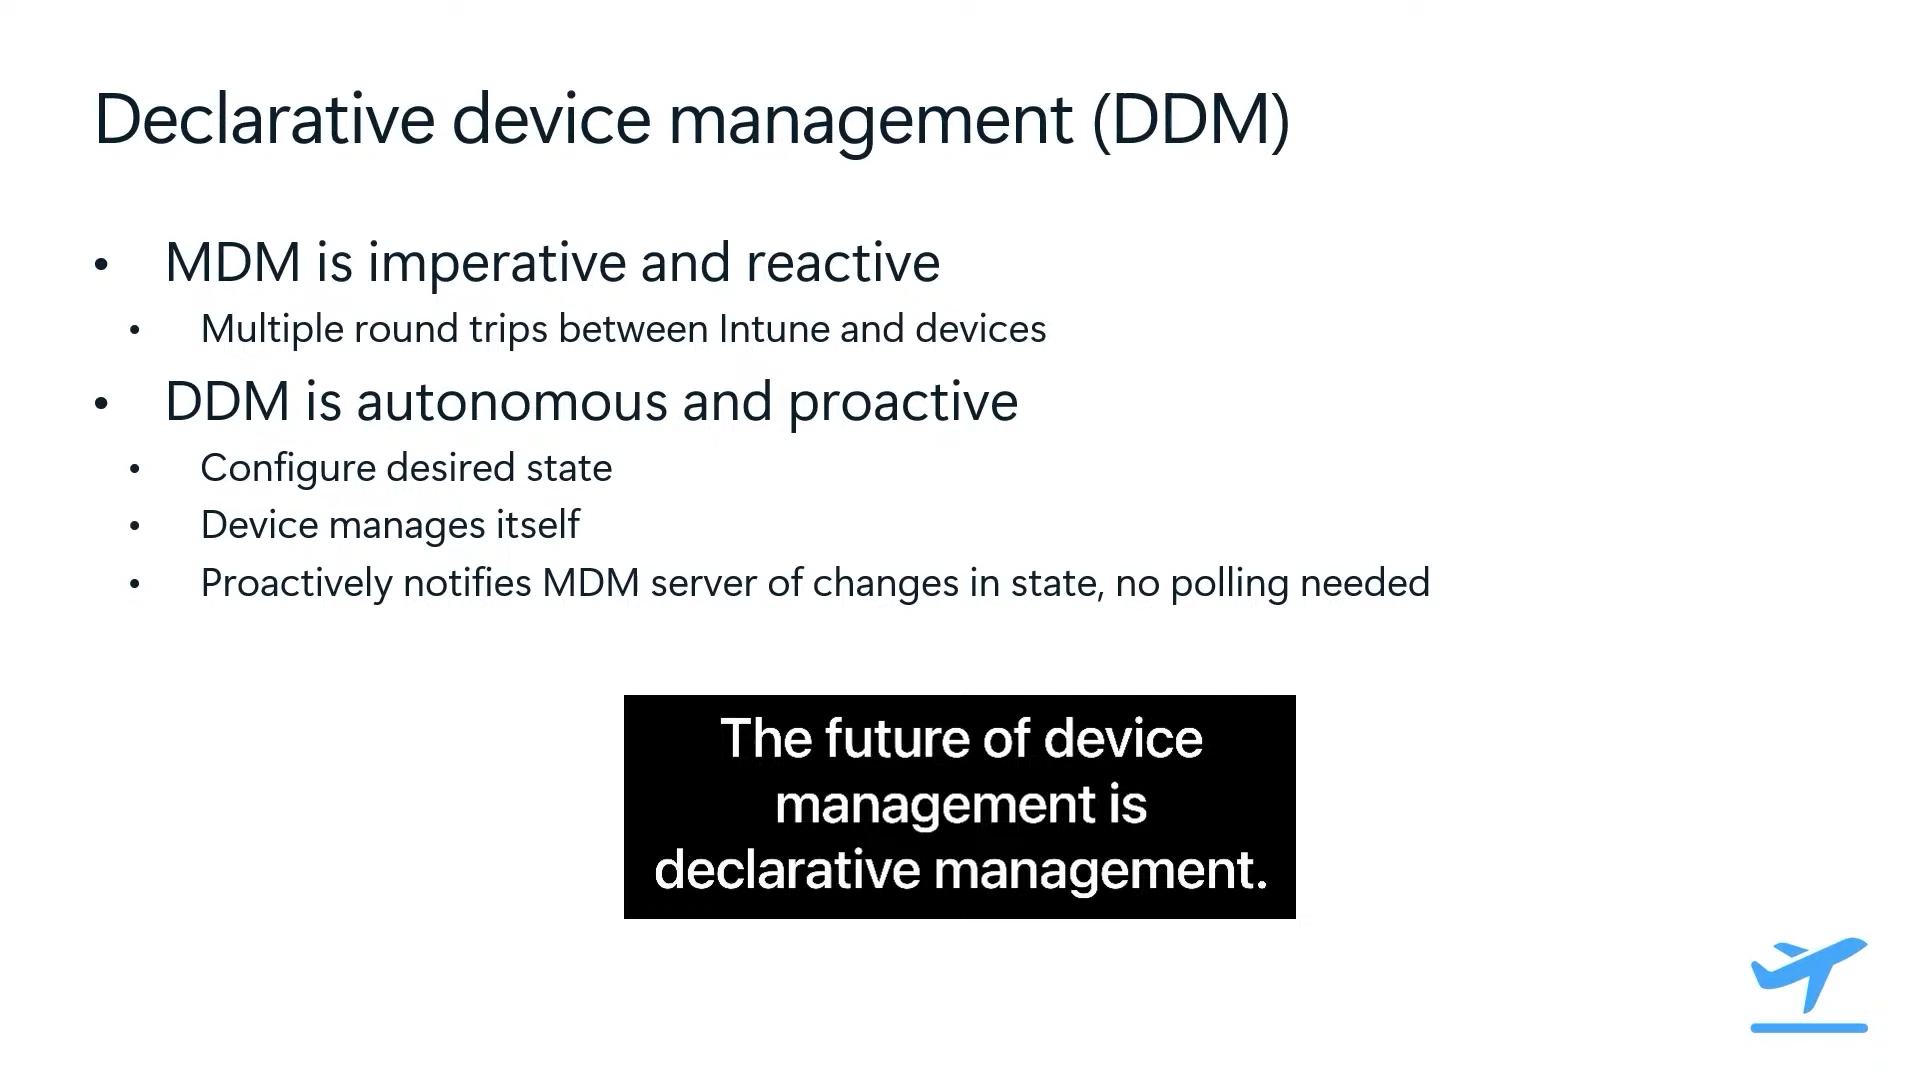 Declarative device management (DDM)
• MDM is imperative and reactive
• Multiple round trips between Intune and devices
• DDM is autonomous and proactive
• Configure desired state
• Device manages itself
• Proactively notifies MDM server of changes in state, no polling needed
The future of device
management is
declarative management.